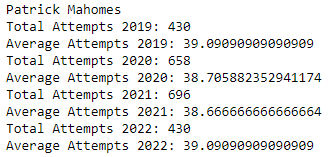 Patrick Mahomes
Total Attempts 2019: 430
Average Attempts 2019: 39.09090909090909
Total Attempts 2020: 658
Average Attempts 2020: 38.705882352941174
Total Attempts 2021: 696
Average Attempts 2021: 38.666666666666664
Total Attempts 2022: 430
Average Attempts 2022: 39.09090909090909